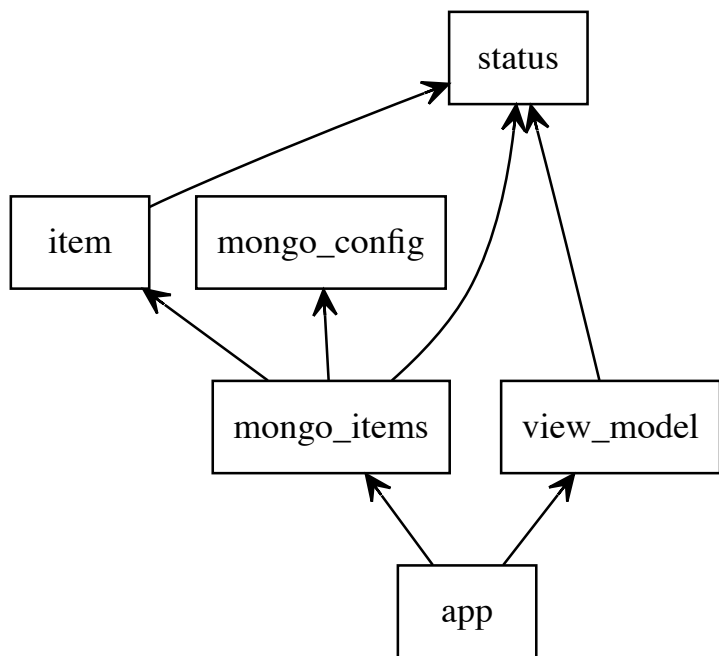 status
item
mongo_config
mongo_items
view_model
app